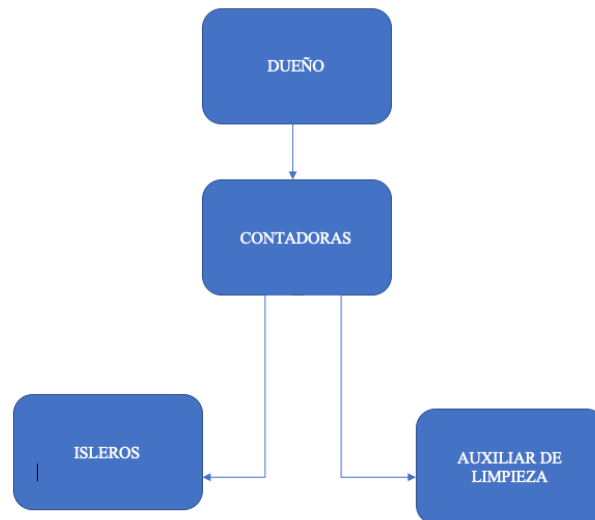 DUEÑO
CONTADORAS
ISLEROS
AUXILIAR DE
LIMPIEZA